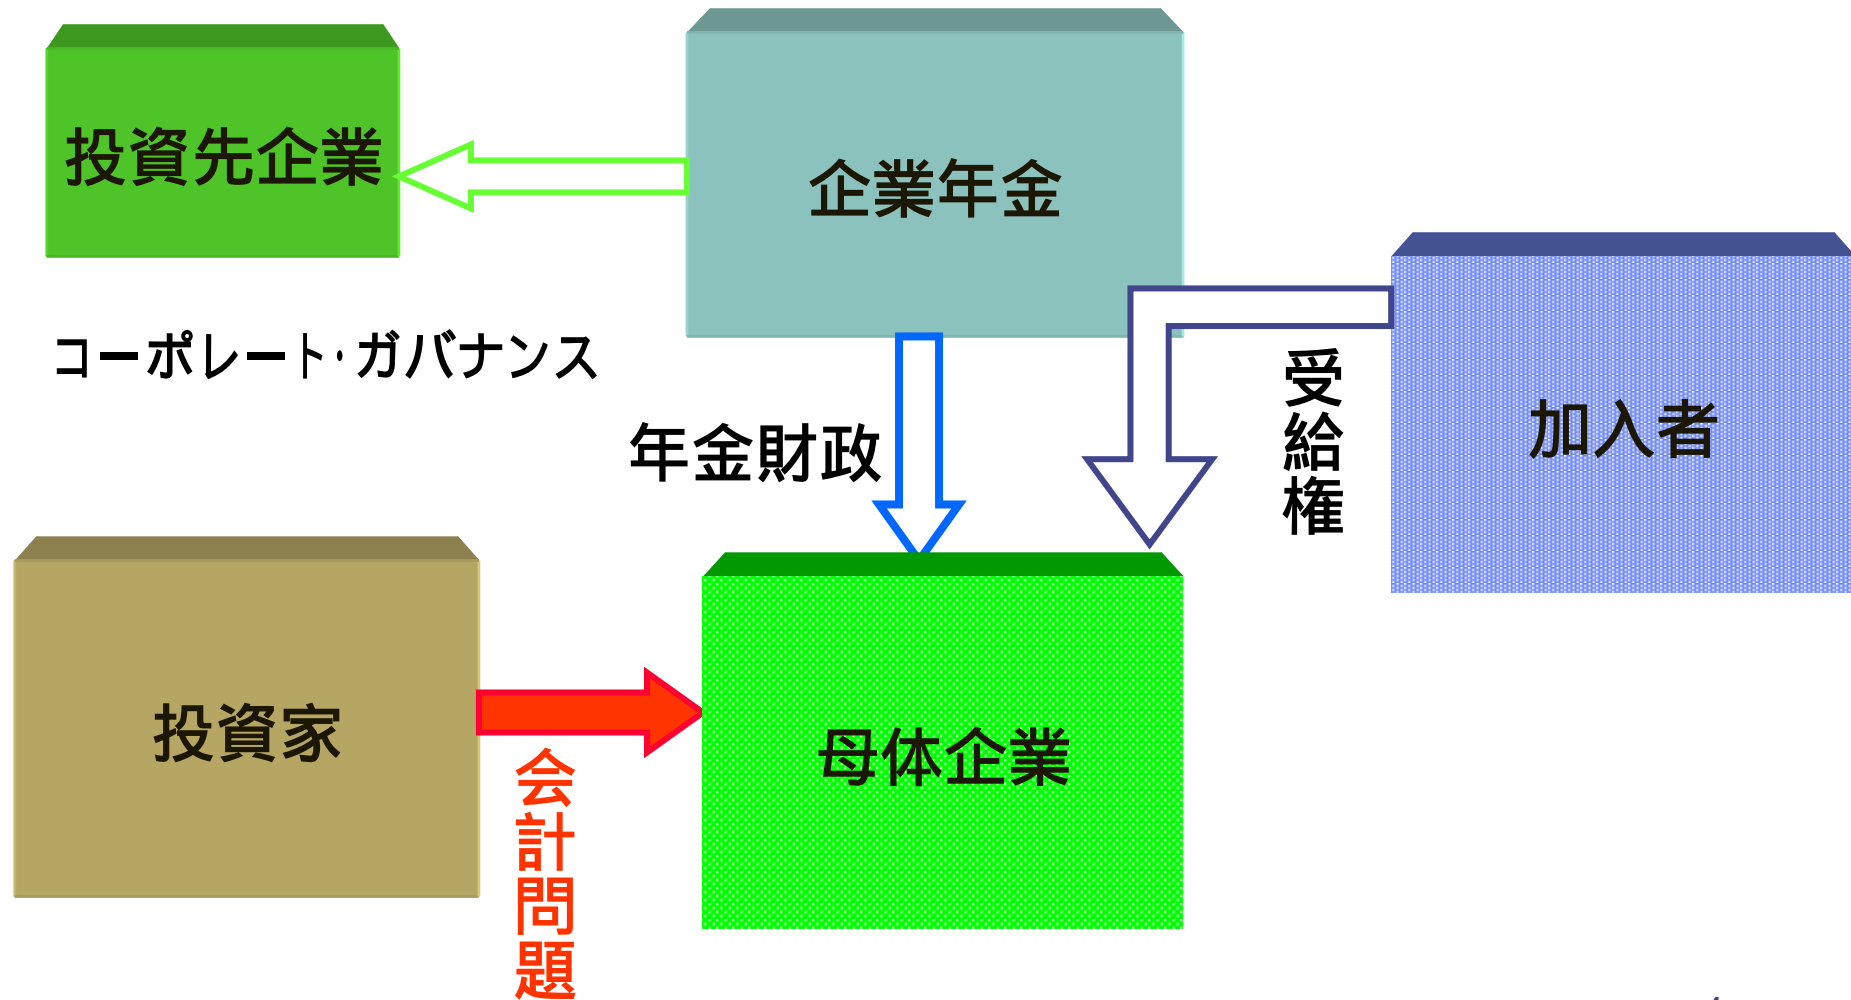 投資先企業
企業年金
コーポレート・ガバナンス
年金財政
受給権
加入者
投資家
会計問題
母体企業